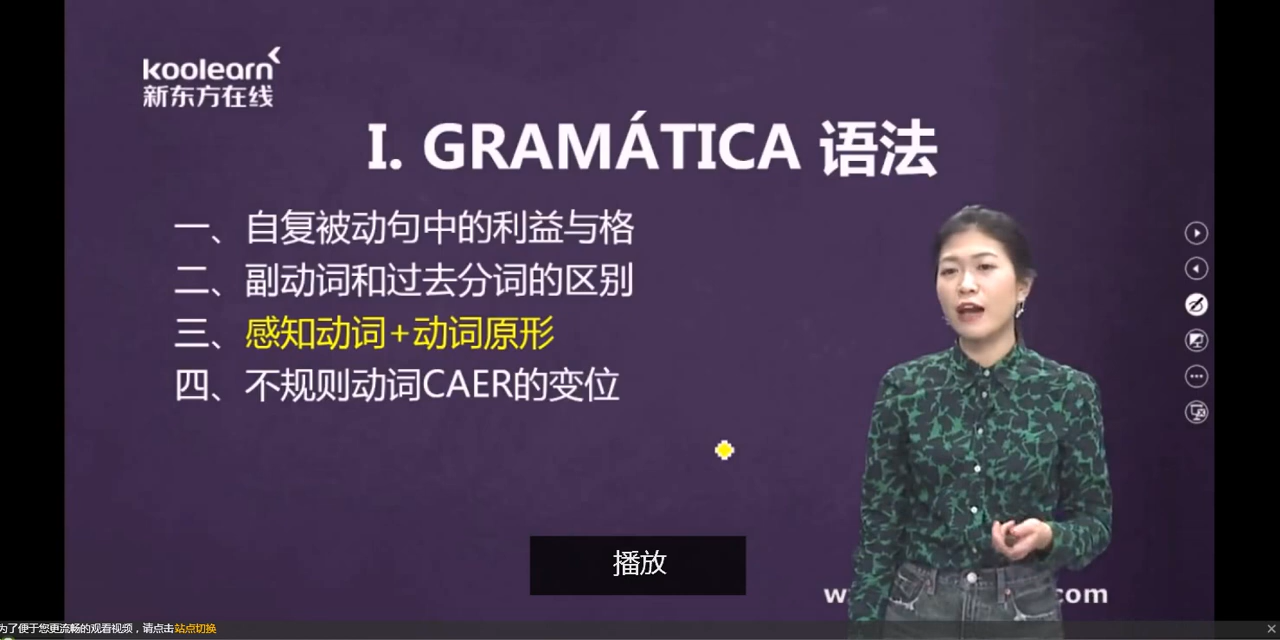 koolearn
新东方在线
I. GRAMÁTICA 语法
一、自复被动句中的利益与格
二、副动词和过去分词的区别
三、感知动词+动词原形
四、不规则动词CAER的变位
播放
com
为了便于您更流畅的观看视频，请点击站点切换